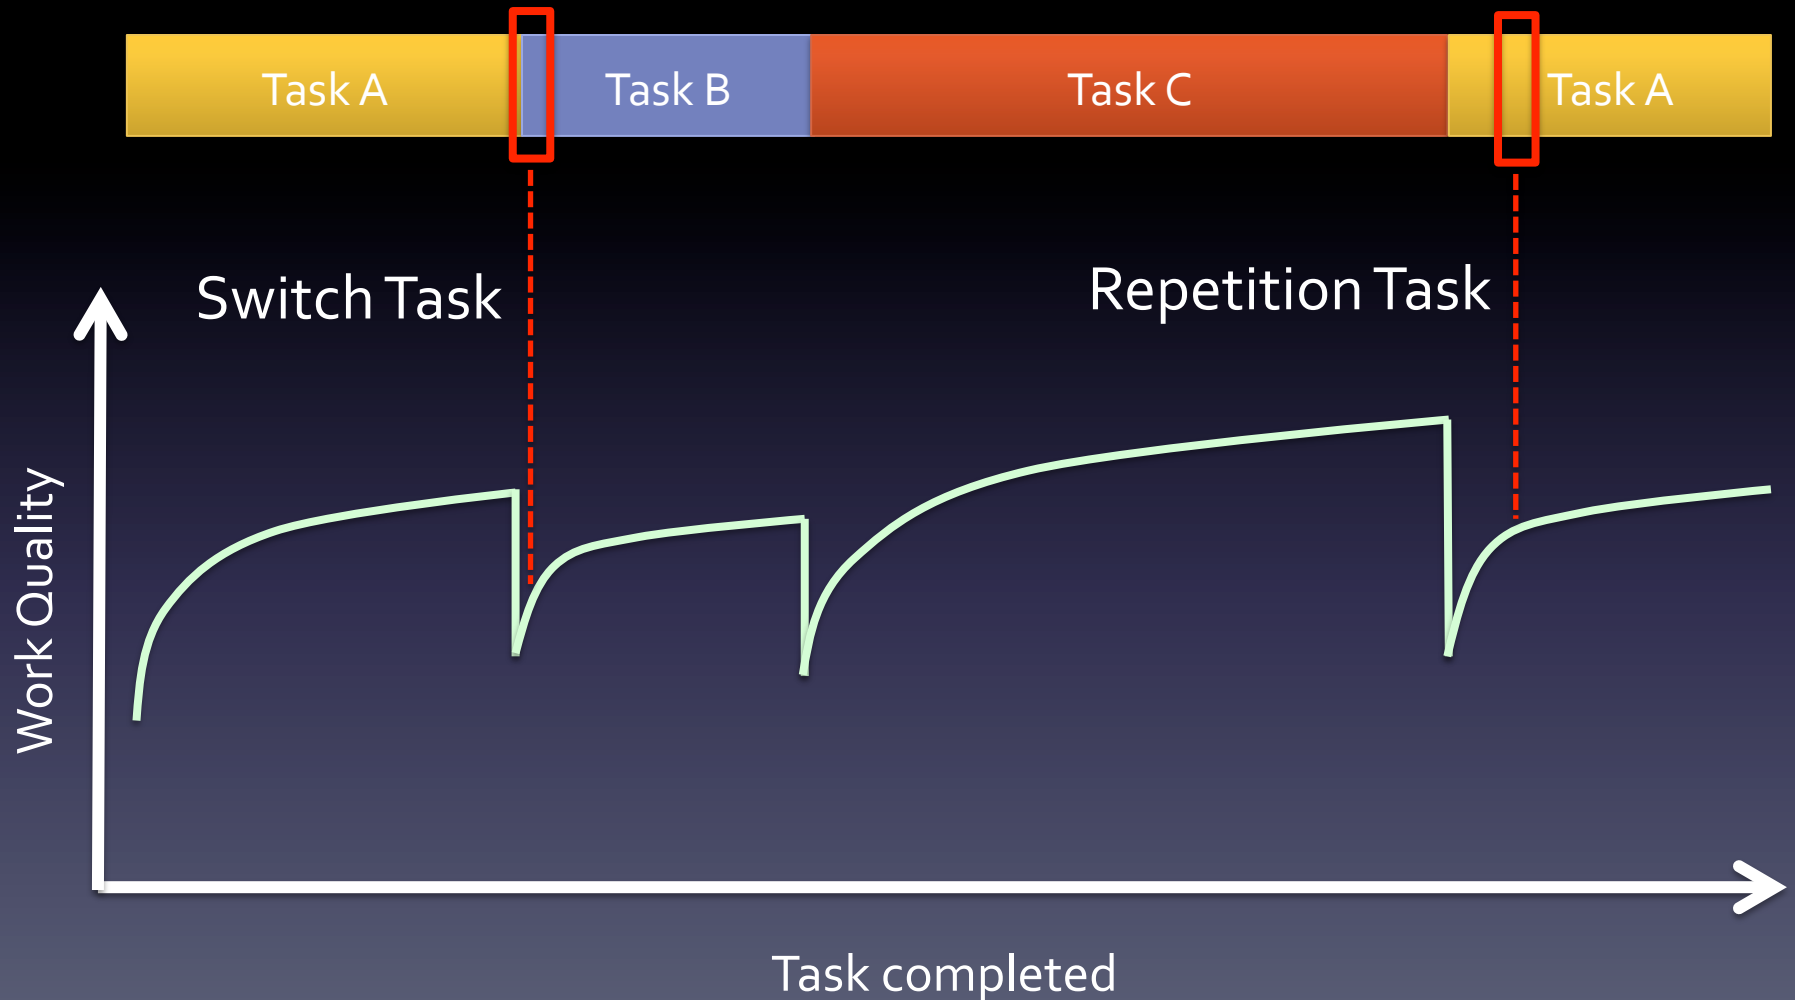 Task A
Task B
Task C
Task A
Switch Task
Repetition Task
Work Quality
Task completed